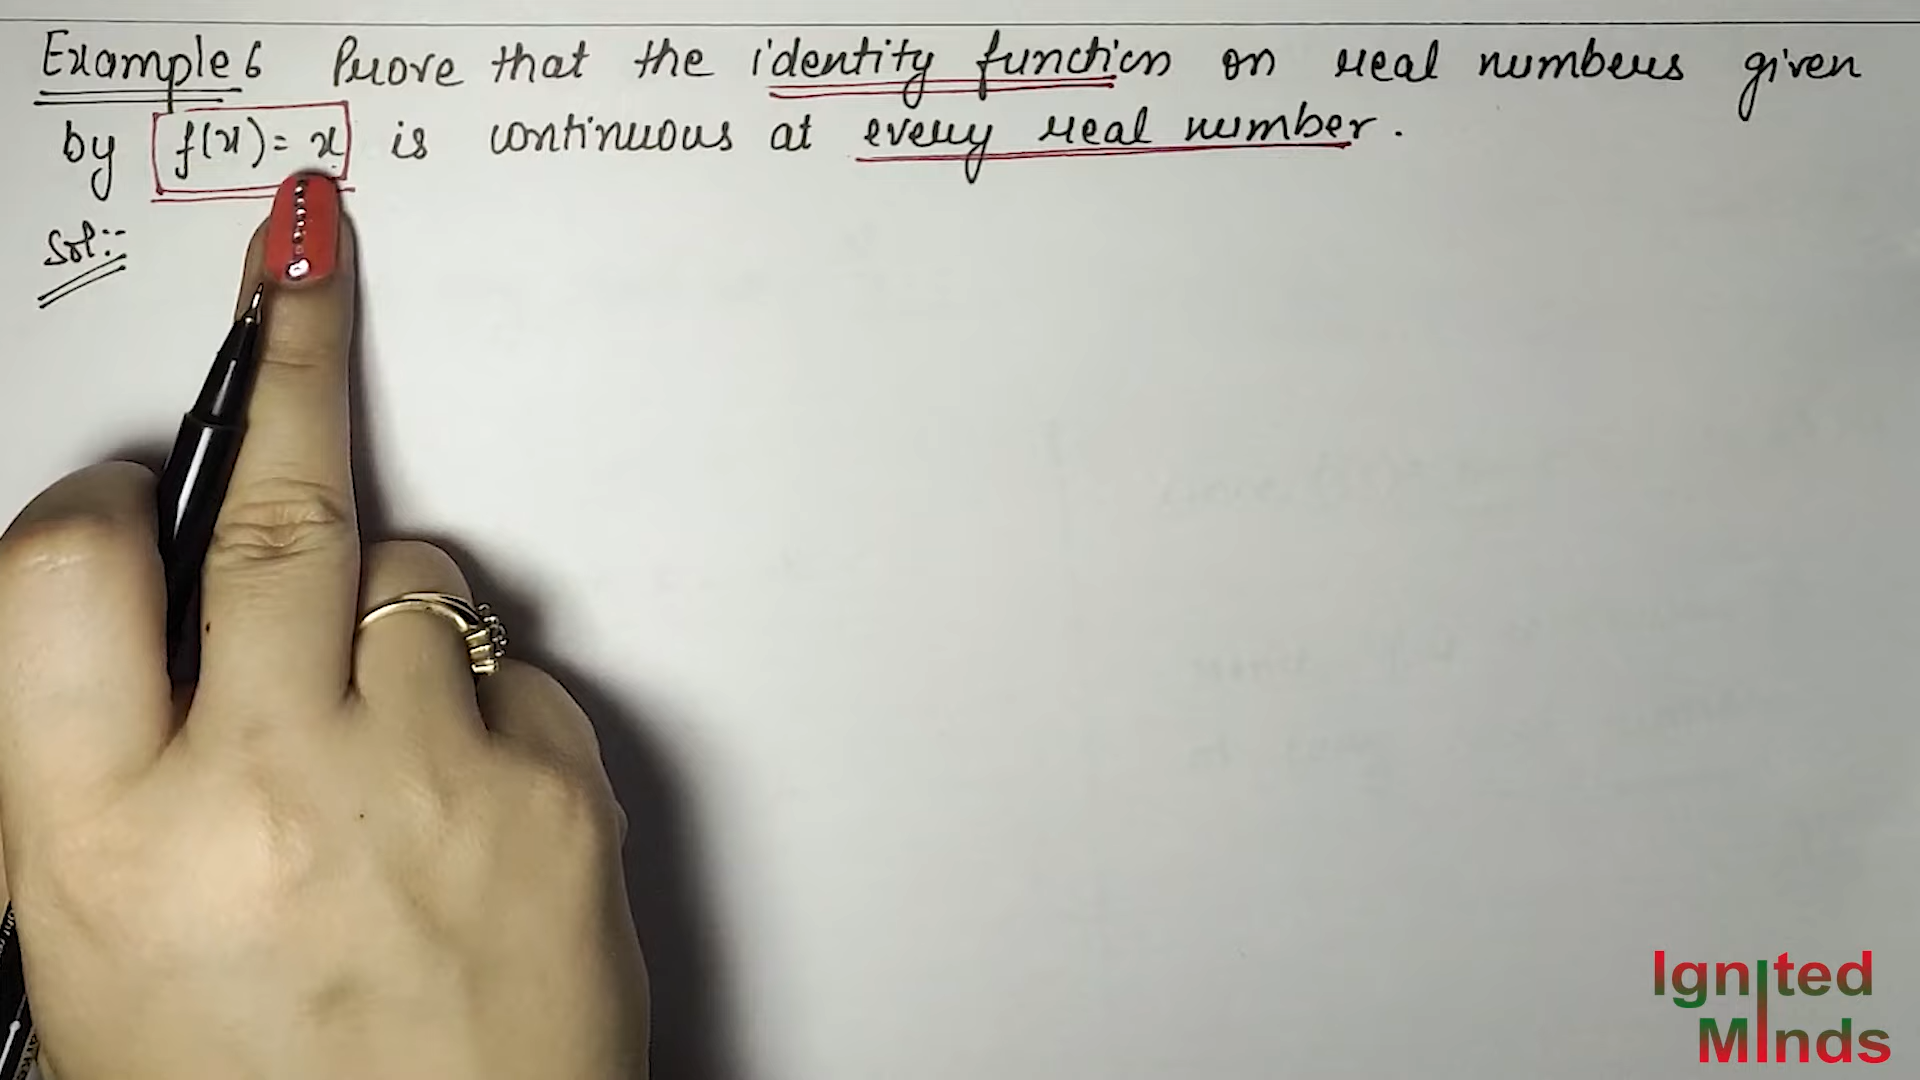 Example 6 Prove that the identity function on real numbers given
by f(x) = x is continuous at every real number.
Sol:-
Ignited
Minds